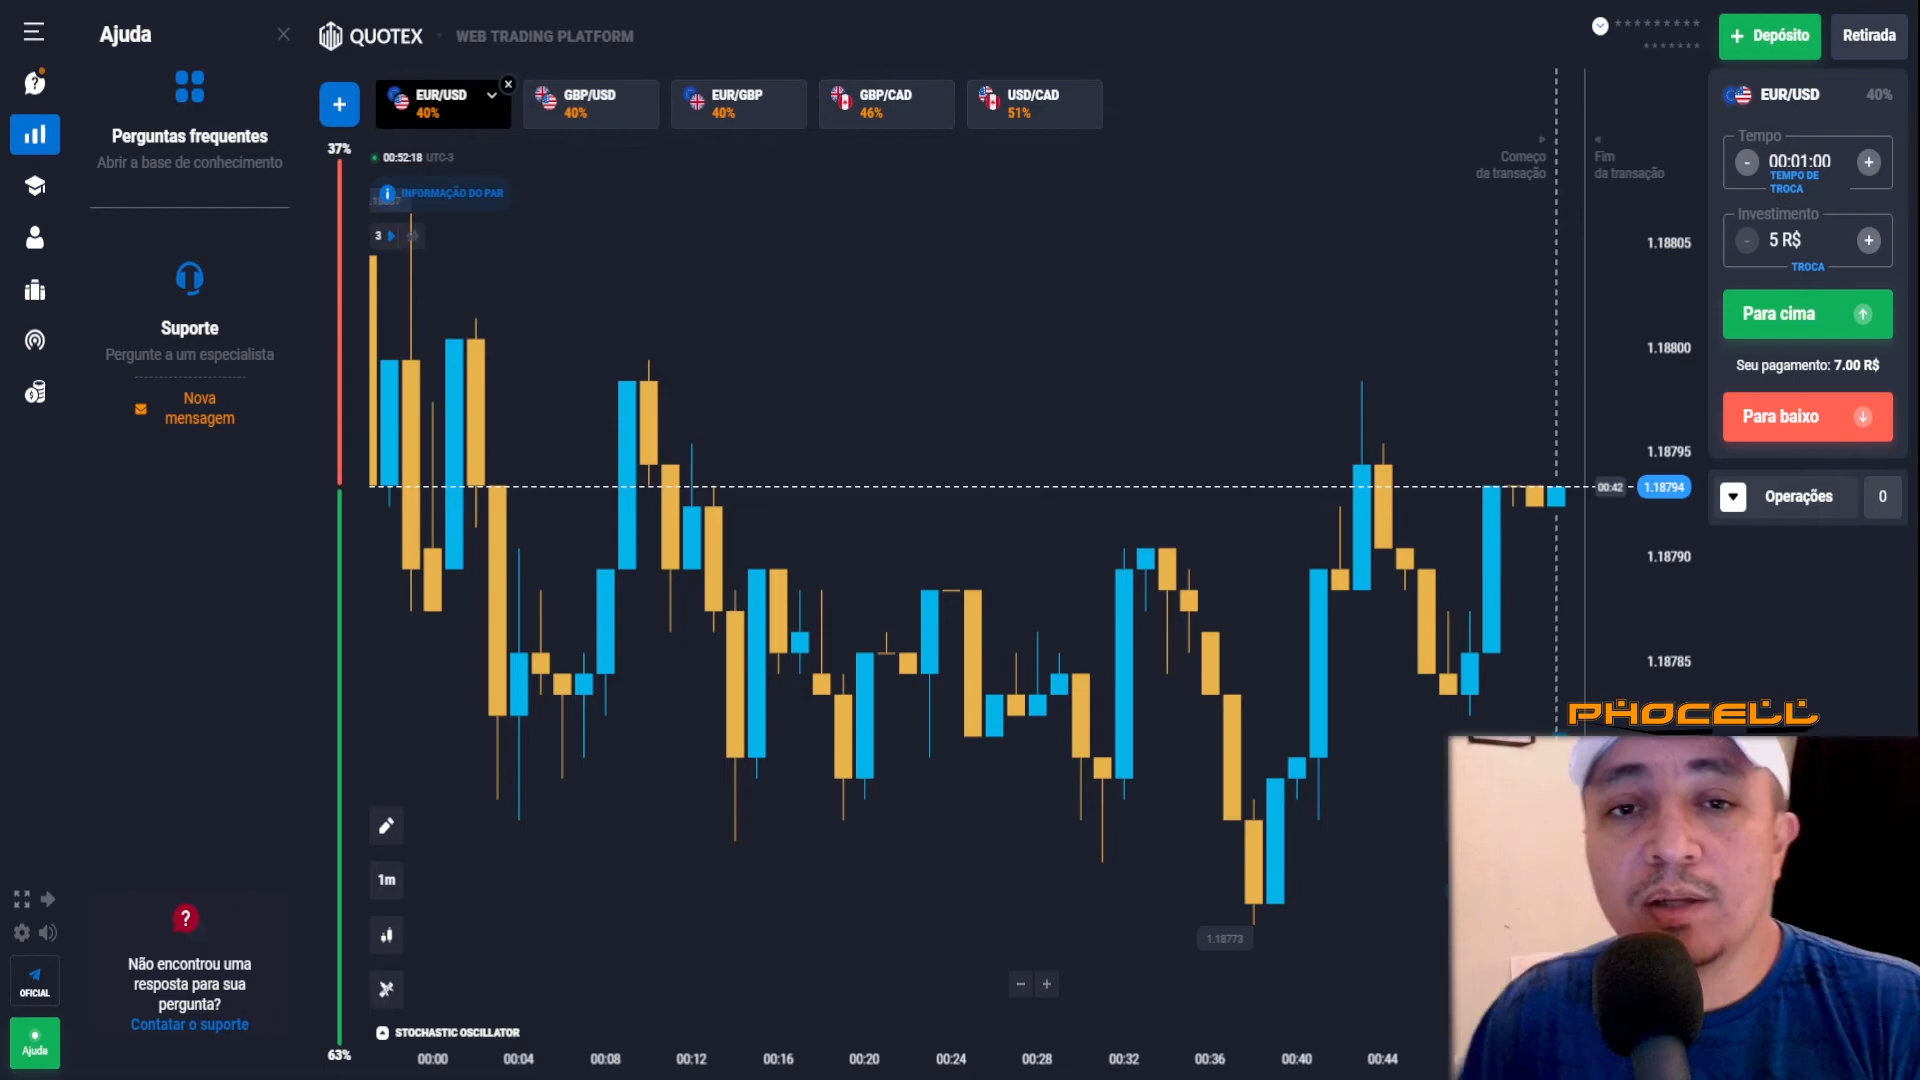 Ajuda
Perguntas frequentes
Abrir a base de conhecimento
Suporte
Pergunte a um especialista
Nova
mensagem
Não encontrou uma
resposta para sua
pergunta?
Contatar o suporte
OFICIAL
Ajuda
QUOTEX
WEB TRADING PLATFORM
*********
*******
Depósito
Retirada
EUR/USD
40%
GBP/USD
40%
EUR/GBP
40%
GBP/CAD
46%
USD/CAD
51%
37%
00:52:18 UTC-3
INFORMAÇÃO DO PAR
3
Começo
da transação
Fim
da transação
1.18805
1.18800
1.18795
00:42
1.18794
1.18790
1.18785
1.18773
1m
STOCHASTIC OSCILLATOR
63%
00:00
00:04
00:08
00:12
00:16
00:20
00:24
00:28
00:32
00:36
00:40
00:44
EUR/USD
40%
Tempo
- 00:01:00 +
TEMPO DE
TROCA
Investimento
- 5 R$ +
TROCA
Para cima
Seu pagamento: 7.00 R$
Para baixo
Operações 0
PHOCELL